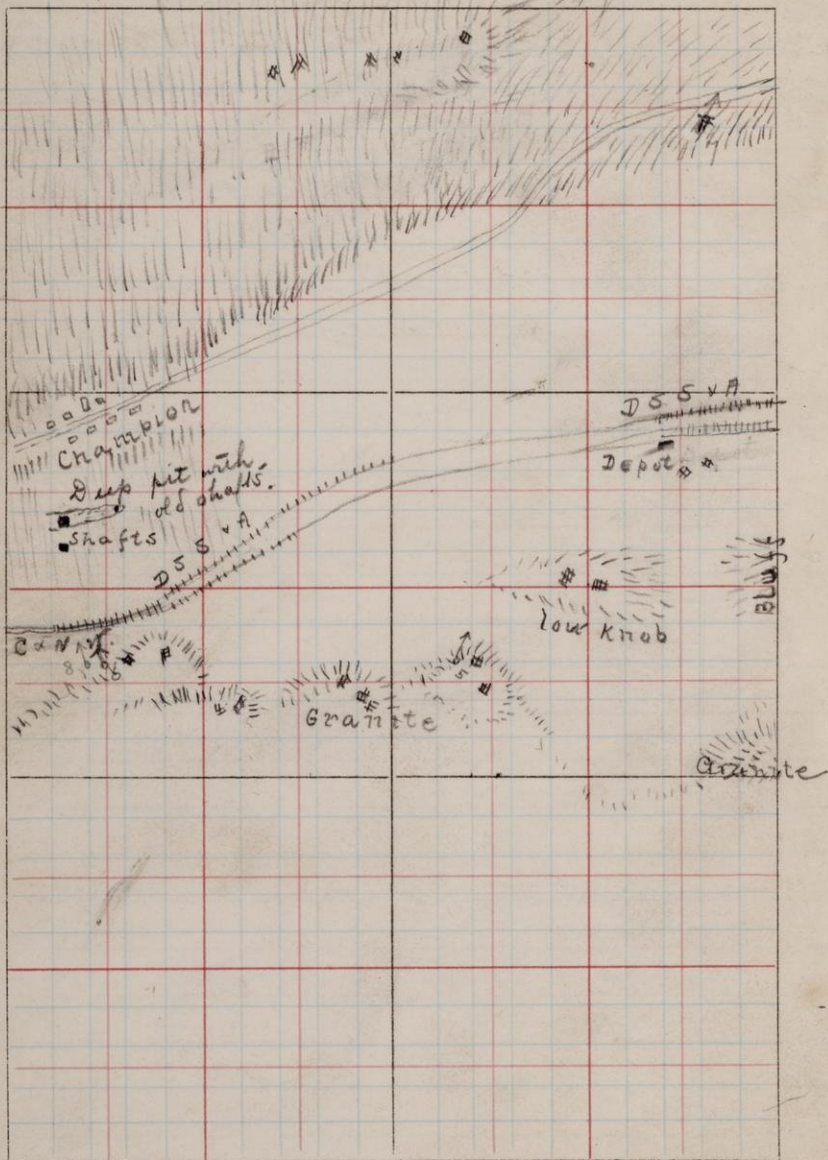 D S S & A
Champion
Depot
Deep pit with
old shafts.
shafts
D S S & A
Bluffs
low Knob
C & N W.
Granite
Granite